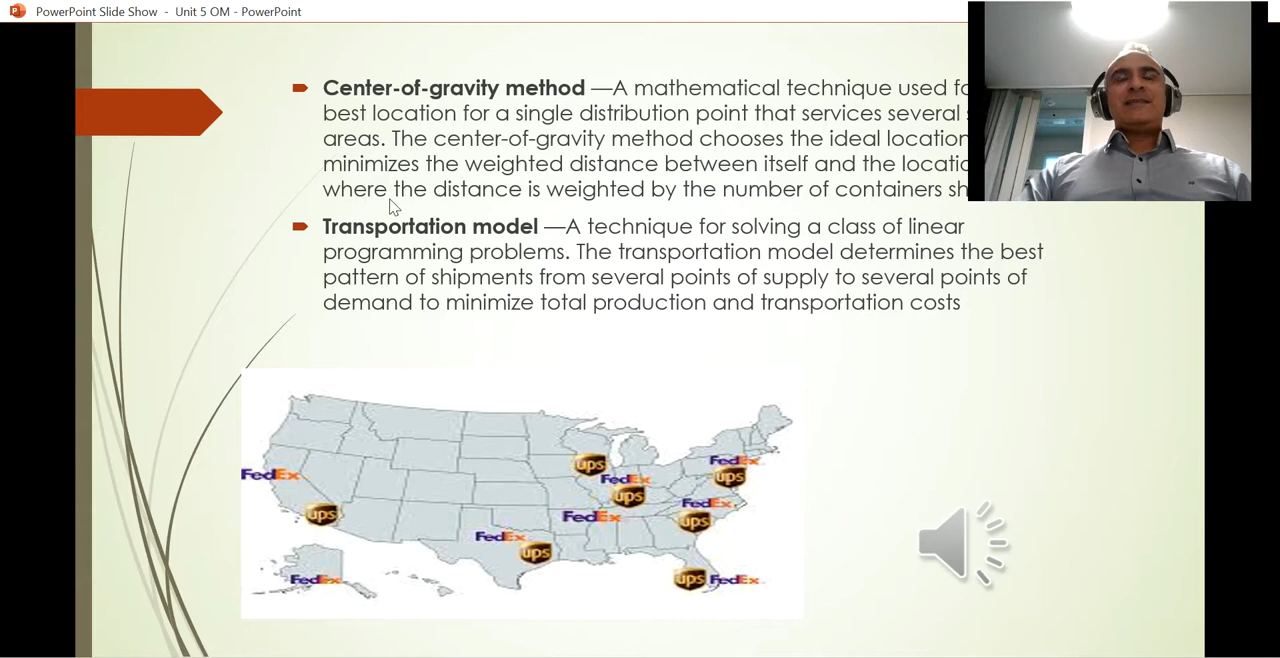 PowerPoint Slide Show - Unit 5 OM - PowerPoint
Center-of-gravity method —A mathematical technique used
best location for a single distribution point that services several
areas. The center-of-gravity method chooses the ideal location
minimizes the weighted distance between itself and the
where the distance is weighted by the number of containers
Transportation model —A technique for solving a class of linear
programming problems. The transportation model determines the best
pattern of shipments from several points of supply to several points of
demand to minimize total production and transportation costs
ups
FedEx
FedEx
FedEx
ups
ups
FedEx
ups
FedEx
ups
FedEx
ups
FedEx
FedEx
ups
FedEx